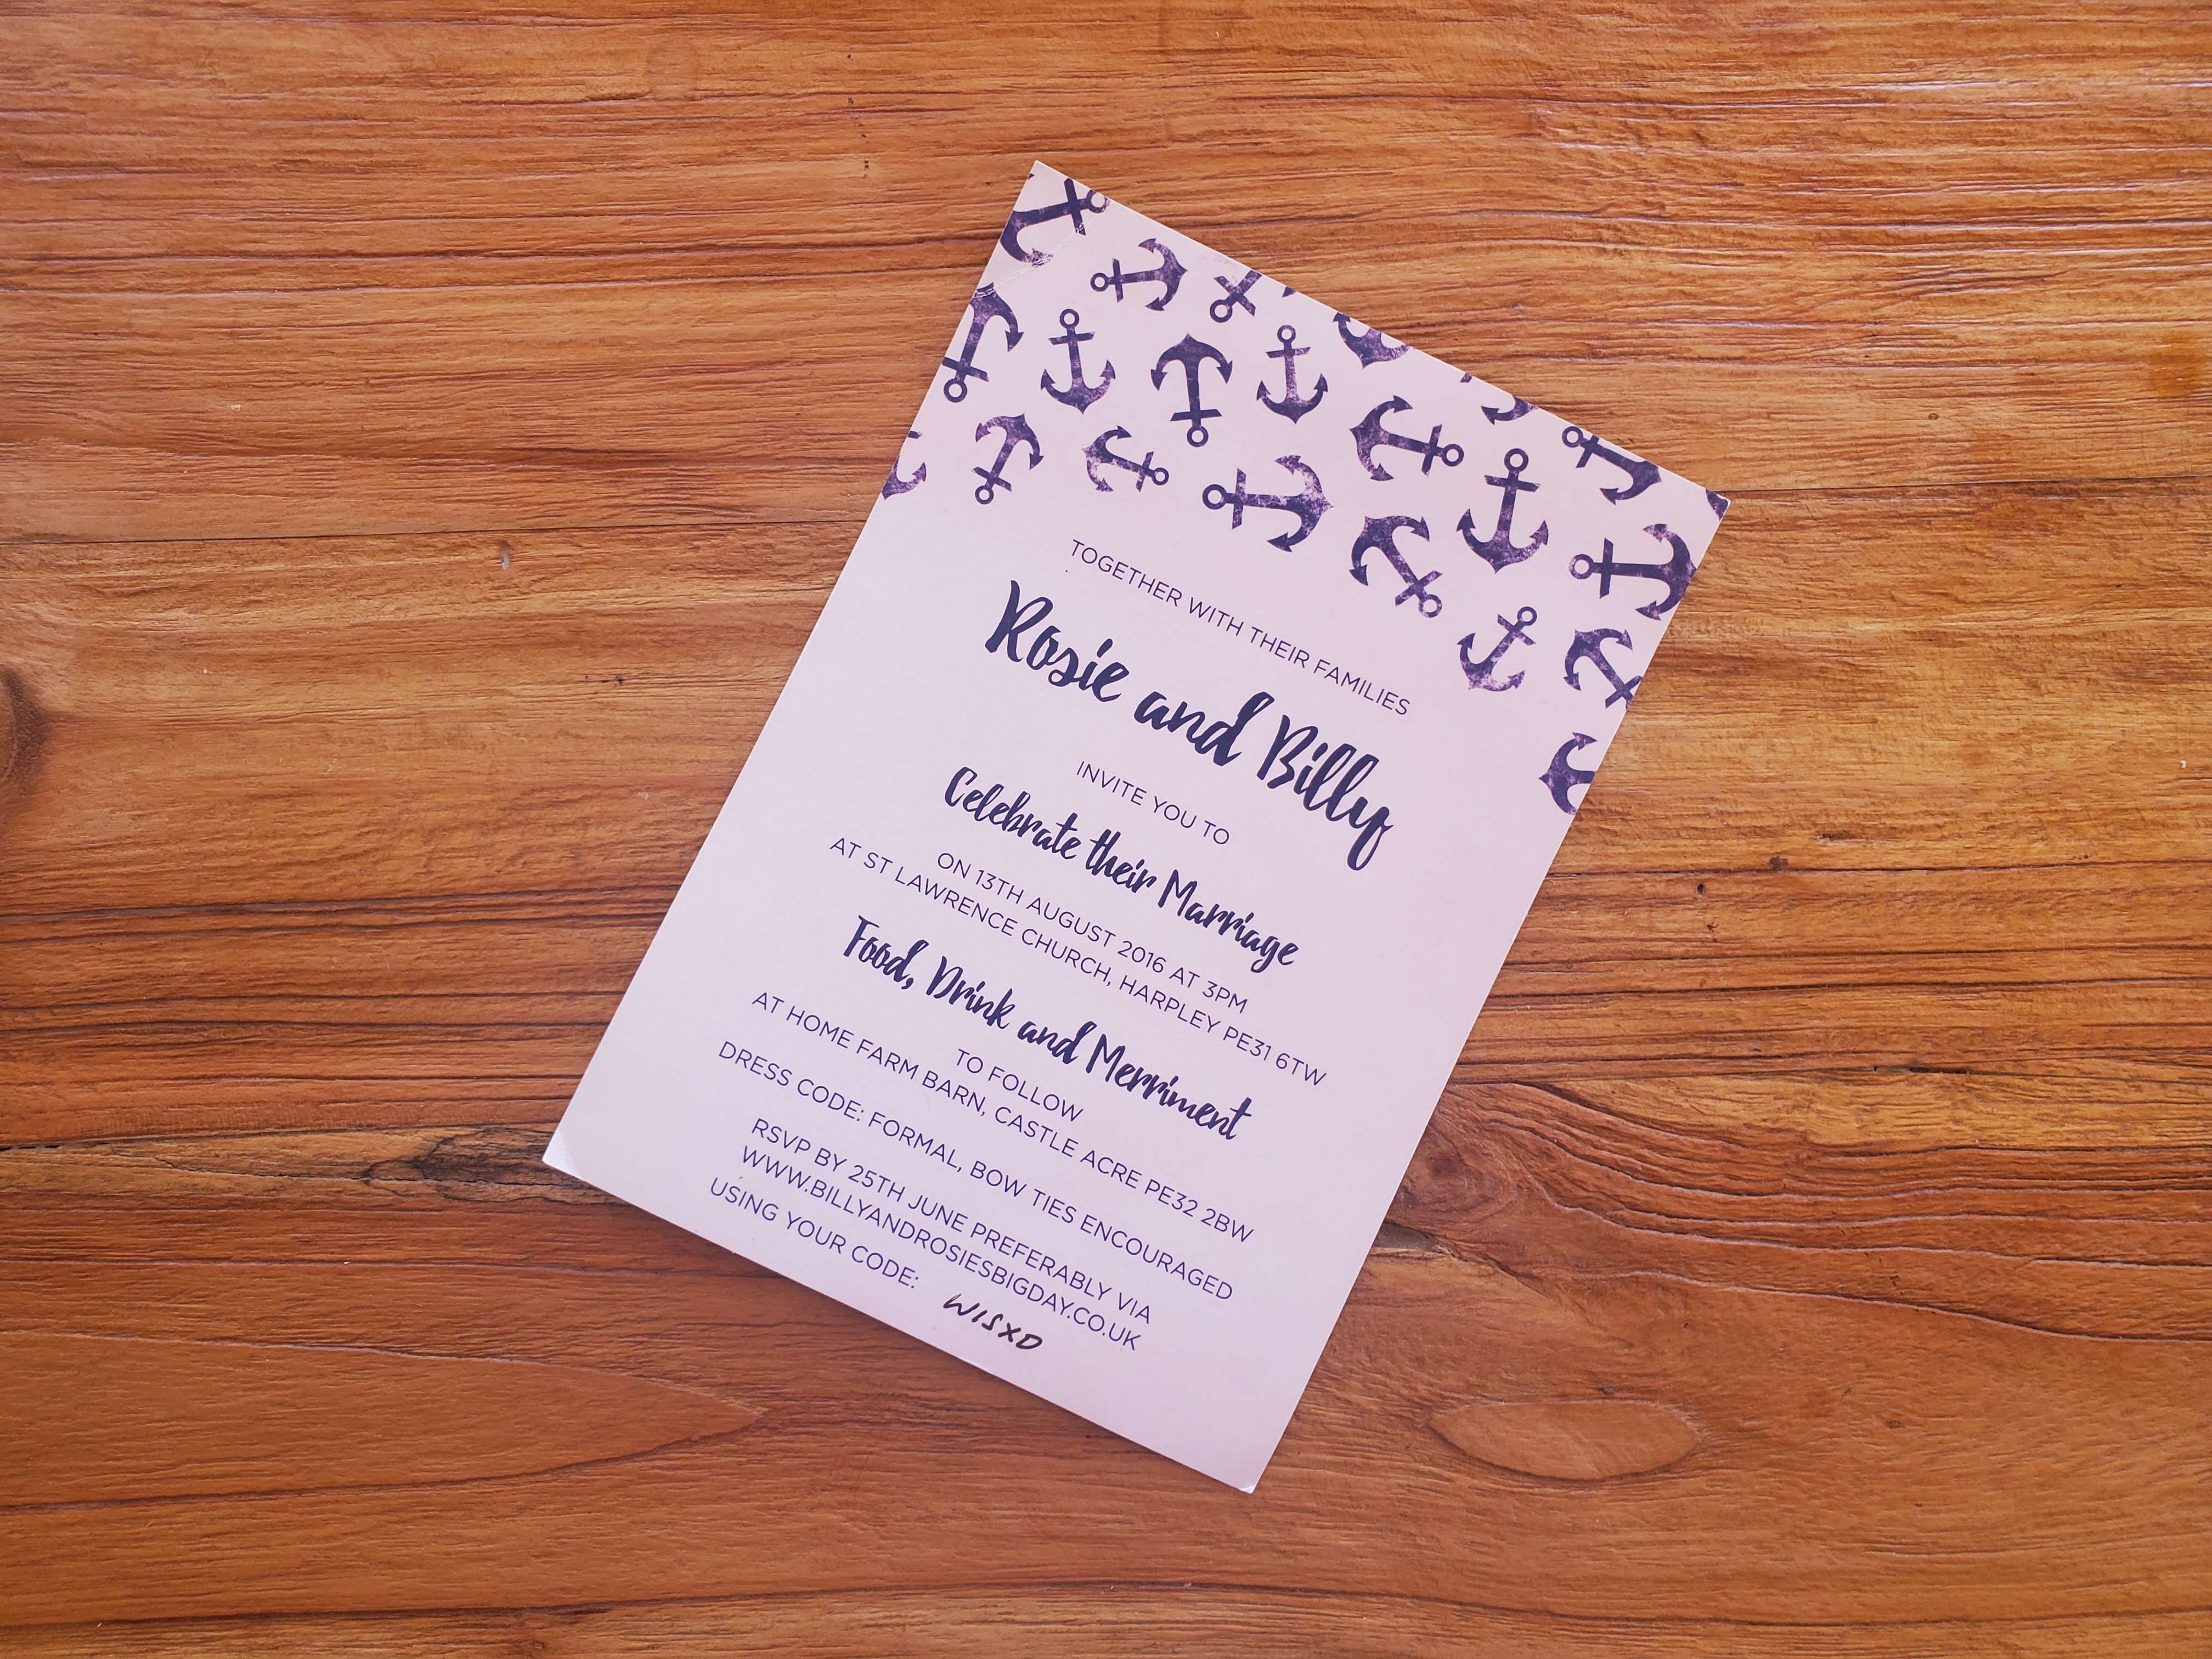 TOGETHER WITH THEIR FAMILIES
Rosie and Billy
INVITE YOU TO
Celebrate their Marriage
ON 13TH AUGUST 2016 AT 3PM
AT ST LAWRENCE CHURCH, HARPLEY PE31 6TW
Food, Drink and Merriment
TO FOLLOW
AT HOME FARM BARN, CASTLE ACRE PE32 2BW
DRESS CODE: FORMAL, BOW TIES ENCOURAGED
RSVP BY 25TH JUNE PREFERABLY VIA
WWW.BILLYANDROSIESBIGDAY.CO.UK
USING YOUR CODE: WISXD